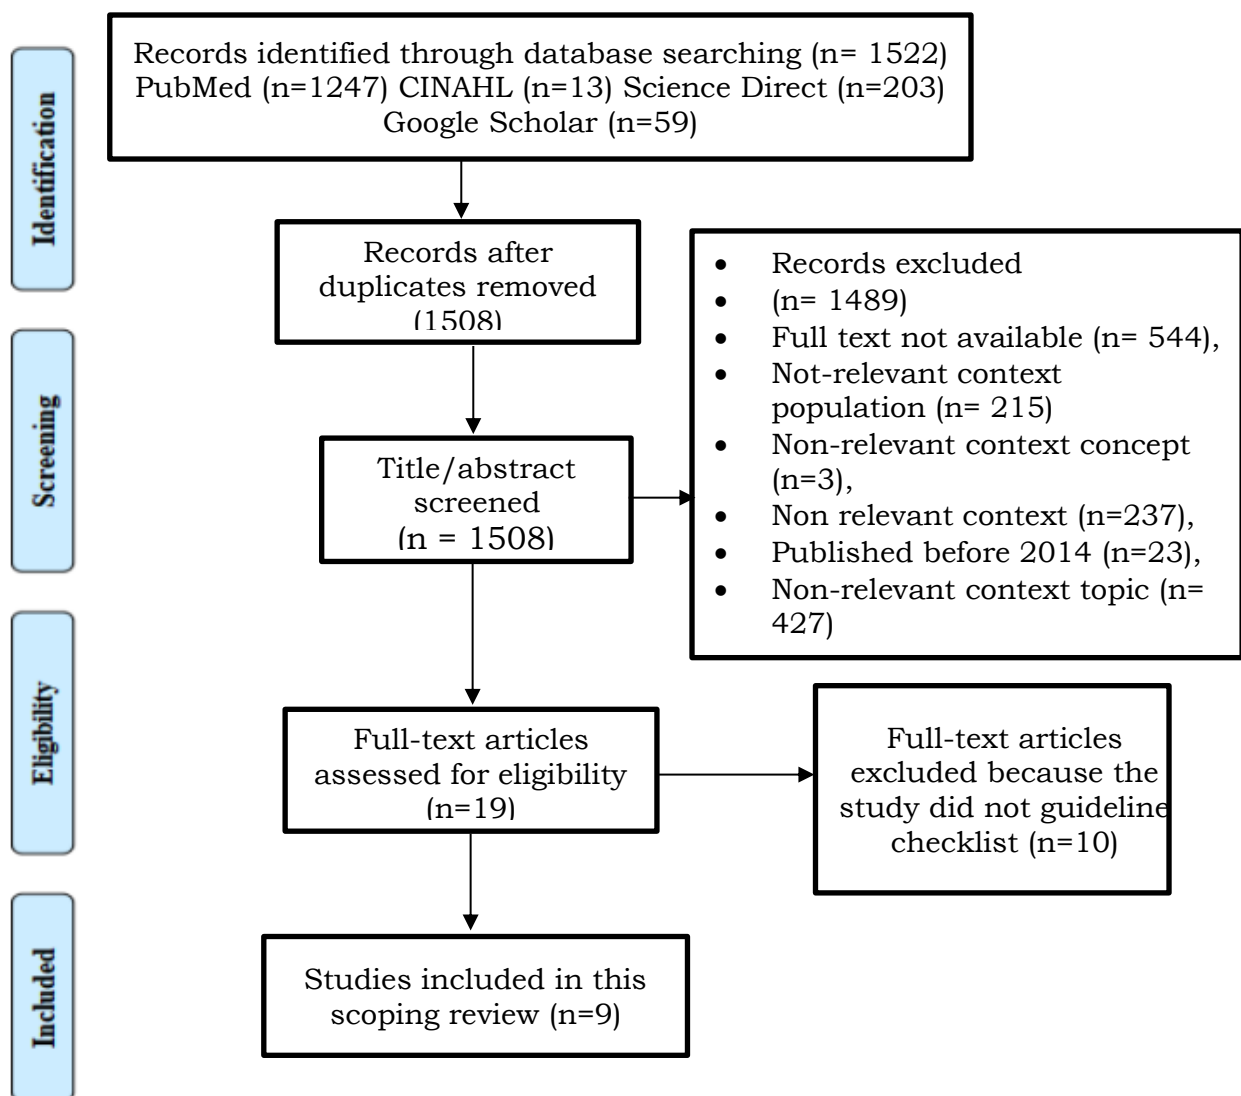 Records identified through database searching (n= 1522)
PubMed (n=1247) CINAHL (n=13) Science Direct (n=203)
Google Scholar (n=59)
Identification
Records after
duplicates removed
(1508)
• Records excluded
• (n= 1489)
• Full text not available (n= 544),
• Not-relevant context
population (n= 215)
• Non-relevant context concept
(n=3),
• Non relevant context (n=237),
• Published before 2014 (n=23),
• Non-relevant context topic (n=
427)
Screening
Title/abstract
screened
(n = 1508)
Eligibility
Full-text articles
assessed for eligibility
(n=19)
Full-text articles
excluded because the
study did not guideline
checklist (n=10)
Included
Studies included in this
scoping review (n=9)